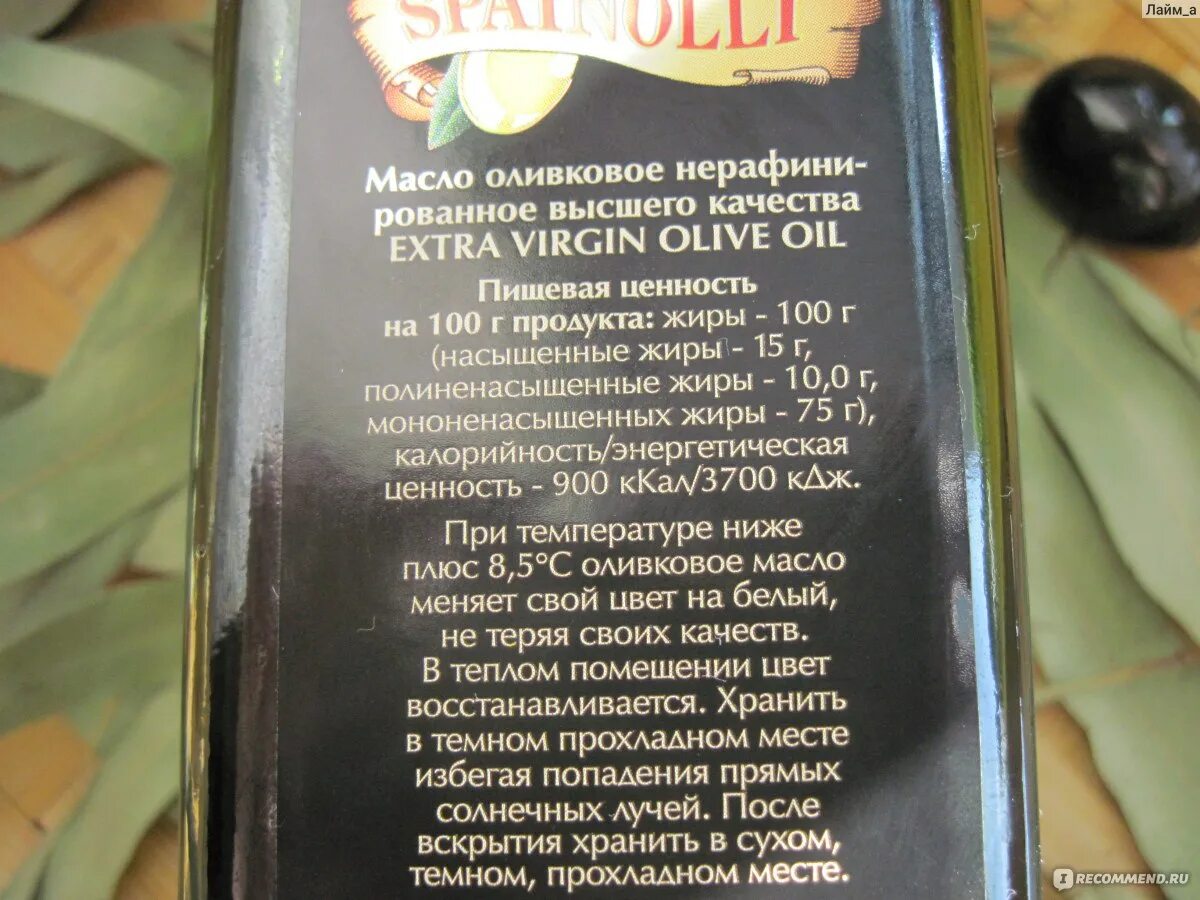 Лайм_а
SPAINOLLI
Масло оливковое нерафини-
рованное высшего качества
EXTRA VIRGIN OLIVE OIL
Пищевая ценность
на 100 г продукта: жиры - 100 г
(насыщенные жиры - 15 г,
полиненасыщенные жиры - 10,0 г,
мононенасыщенных жиры - 75 г),
калорийность/энергетическая
ценность - 900 кКал/3700 кДж.
При температуре ниже
плюс 8,5°С оливковое масло
меняет свой цвет на белый,
не теряя своих качеств.
В теплом помещении цвет
восстанавливается. Хранить
в темном прохладном месте
избегая попадения прямых
солнечных лучей. После
вскрытия хранить в сухом,
темном, прохладном месте.
I RECOMMEND.RU